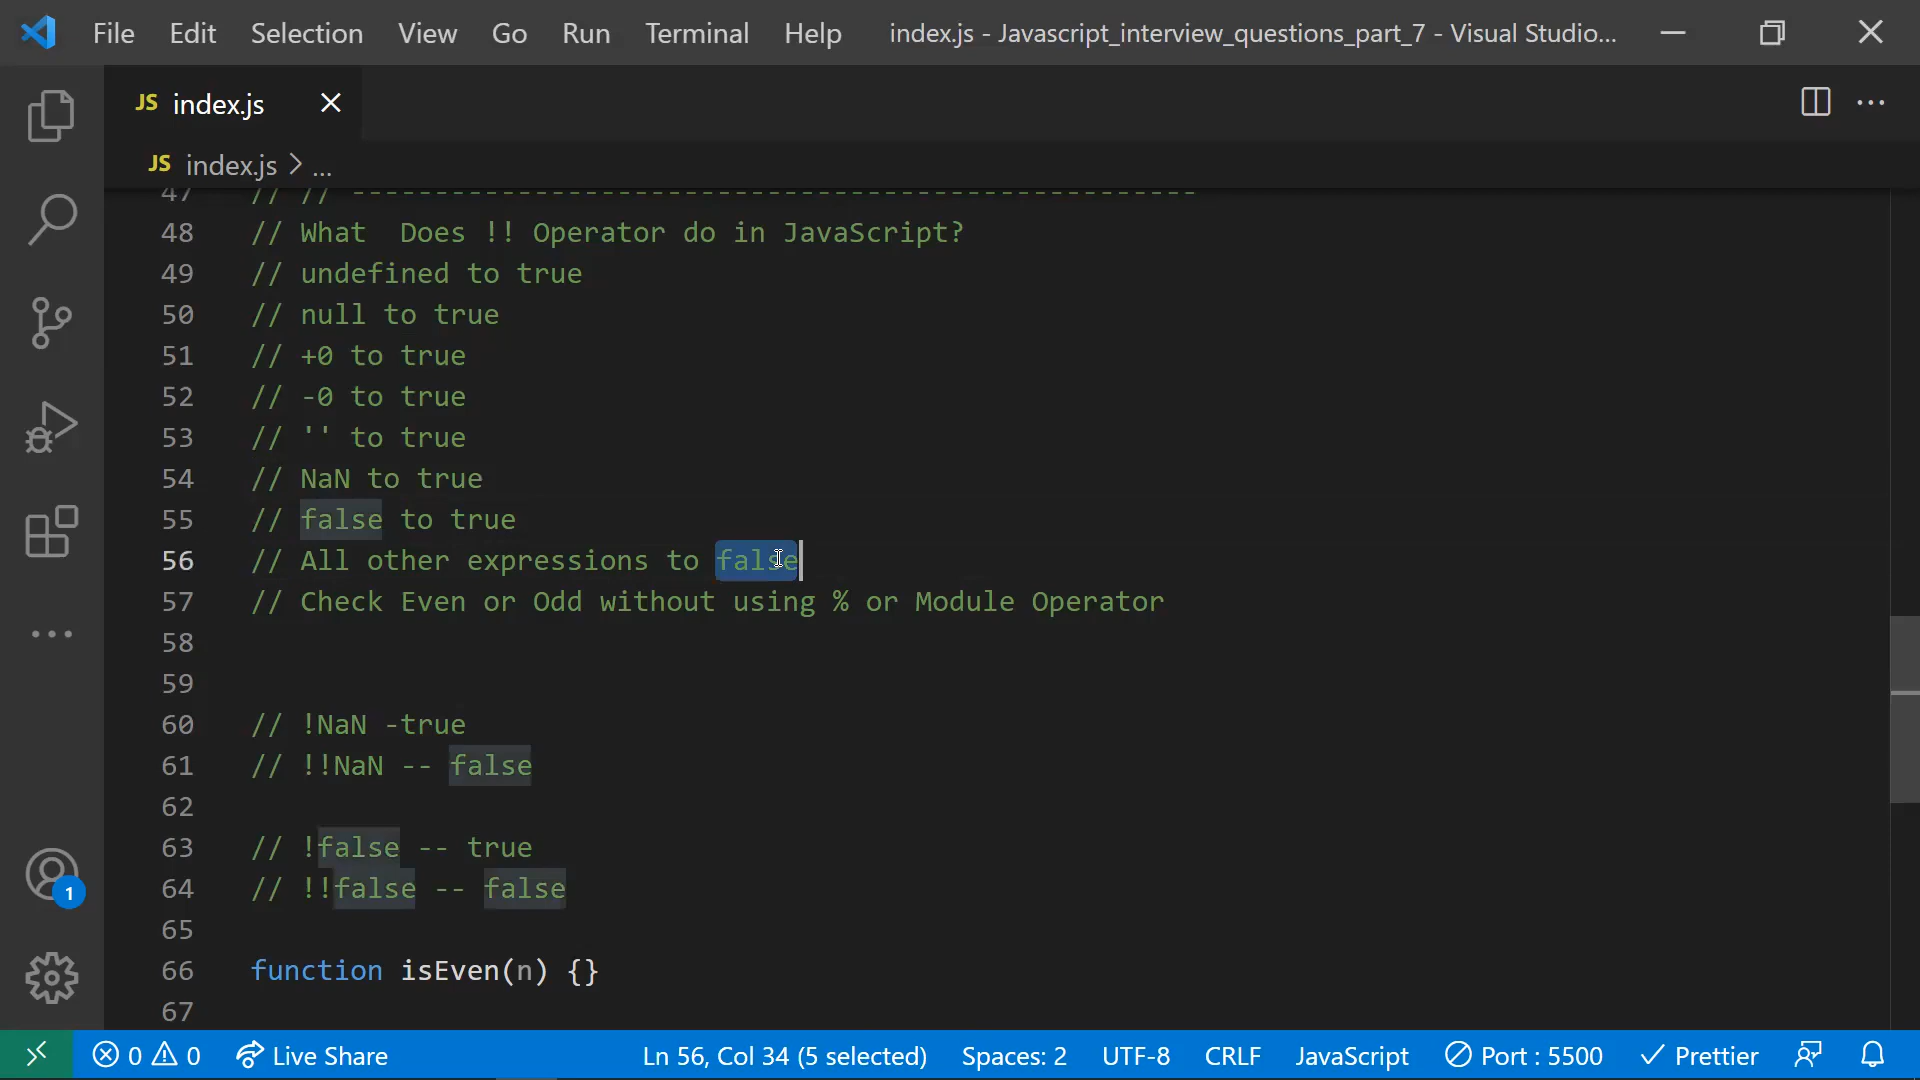 File Edit Selection View Go Run Terminal Help index.js - Javascript_interview_questions_part_7 - Visual Studio...
JS index.js
JS index.js > ...
47 // // ---------------------------------------------------
48 // What  Does !! Operator do in JavaScript?
49 // undefined to true
50 // null to true
51 // +0 to true
52 // -0 to true
53 // '' to true
54 // NaN to true
55 // false to true
56 // All other expressions to false
57 // Check Even or Odd without using % or Module Operator
58
59
60 // !NaN -true
61 // !!NaN -- false
62
63 // !false -- true
64 // !!false -- false
65
66 function isEven(n) {}
67
1
0 0 Live Share Ln 56, Col 34 (5 selected) Spaces: 2 UTF-8 CRLF JavaScript Port : 5500 Prettier